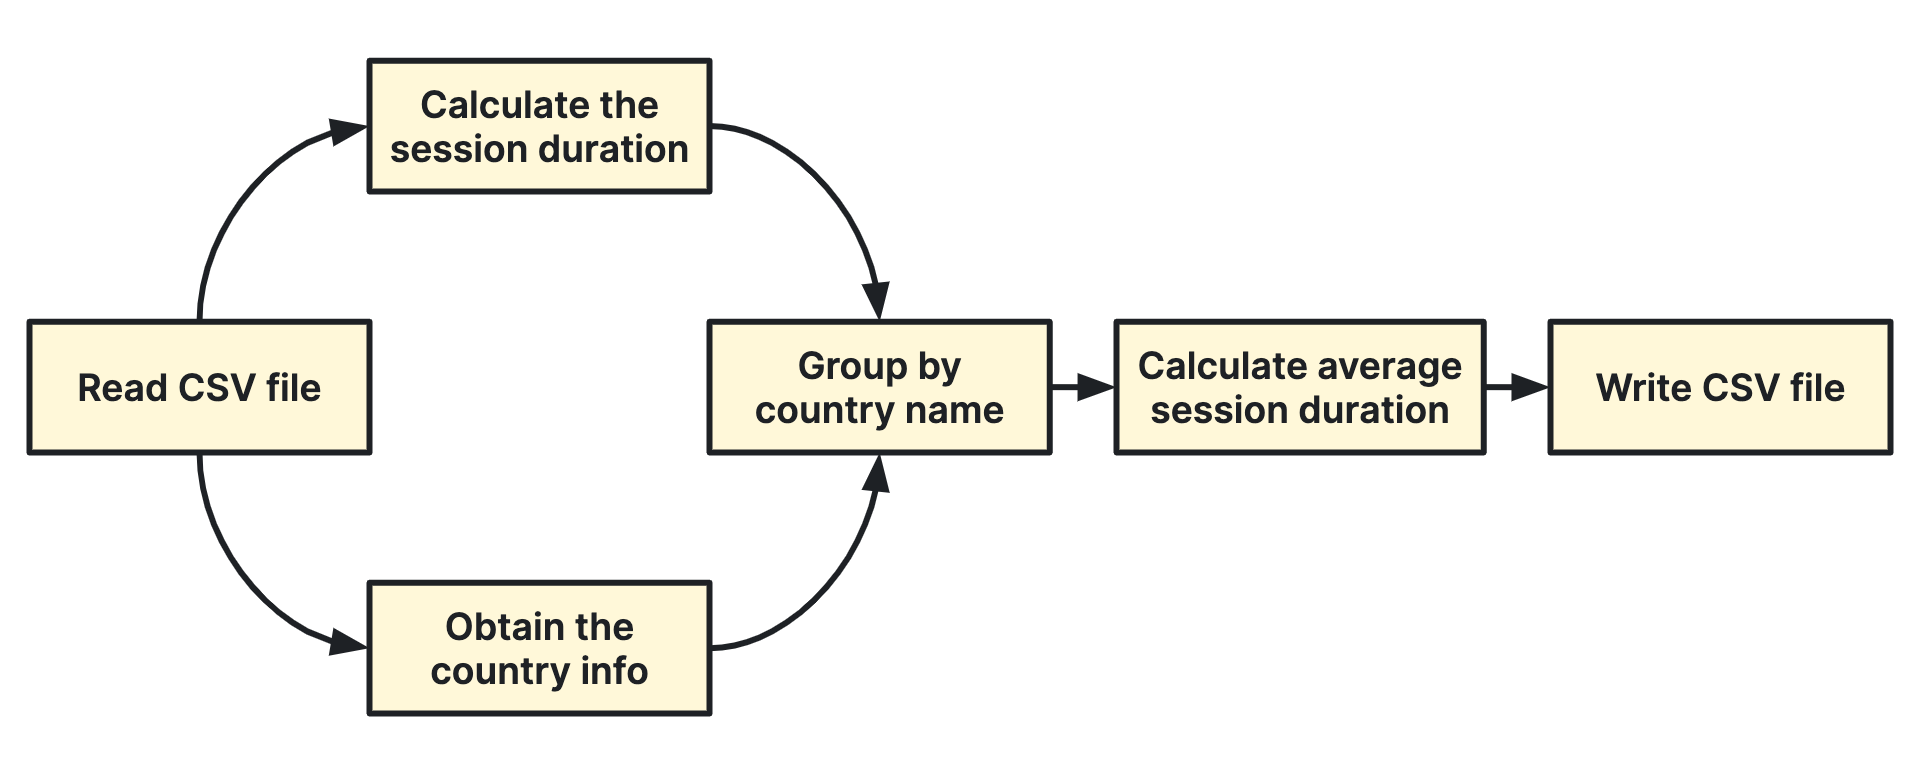 Calculate the
session duration
Read CSV file
Group by
country name
Calculate average
session duration
Write CSV file
Obtain the
country info